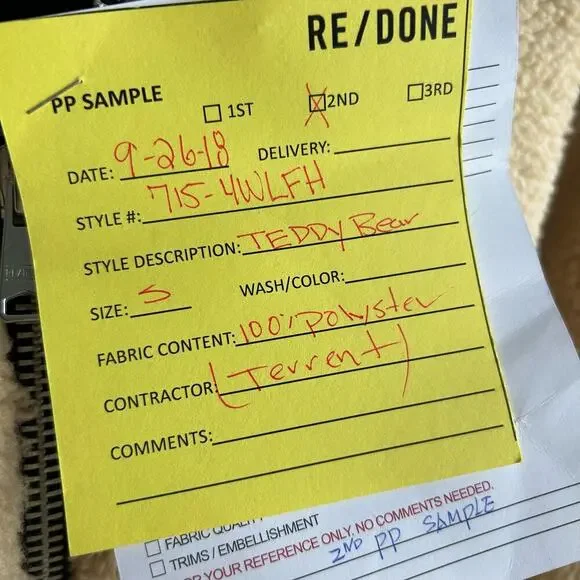 RE/DONE
PP SAMPLE
1ST 2ND 3RD
DATE: 9-26-18 DELIVERY:
STYLE #: 715-4WLFH
STYLE DESCRIPTION: TEDDY Bear
SIZE: S WASH/COLOR:
FABRIC CONTENT: 100% polyster
CONTRACTOR: (Terrent)
COMMENTS:
FABRIC
TRIMS / EMBELLISHMENT
YOUR REFERENCE ONLY. NO COMMENTS NEEDED.
2ND PP SAMPLE